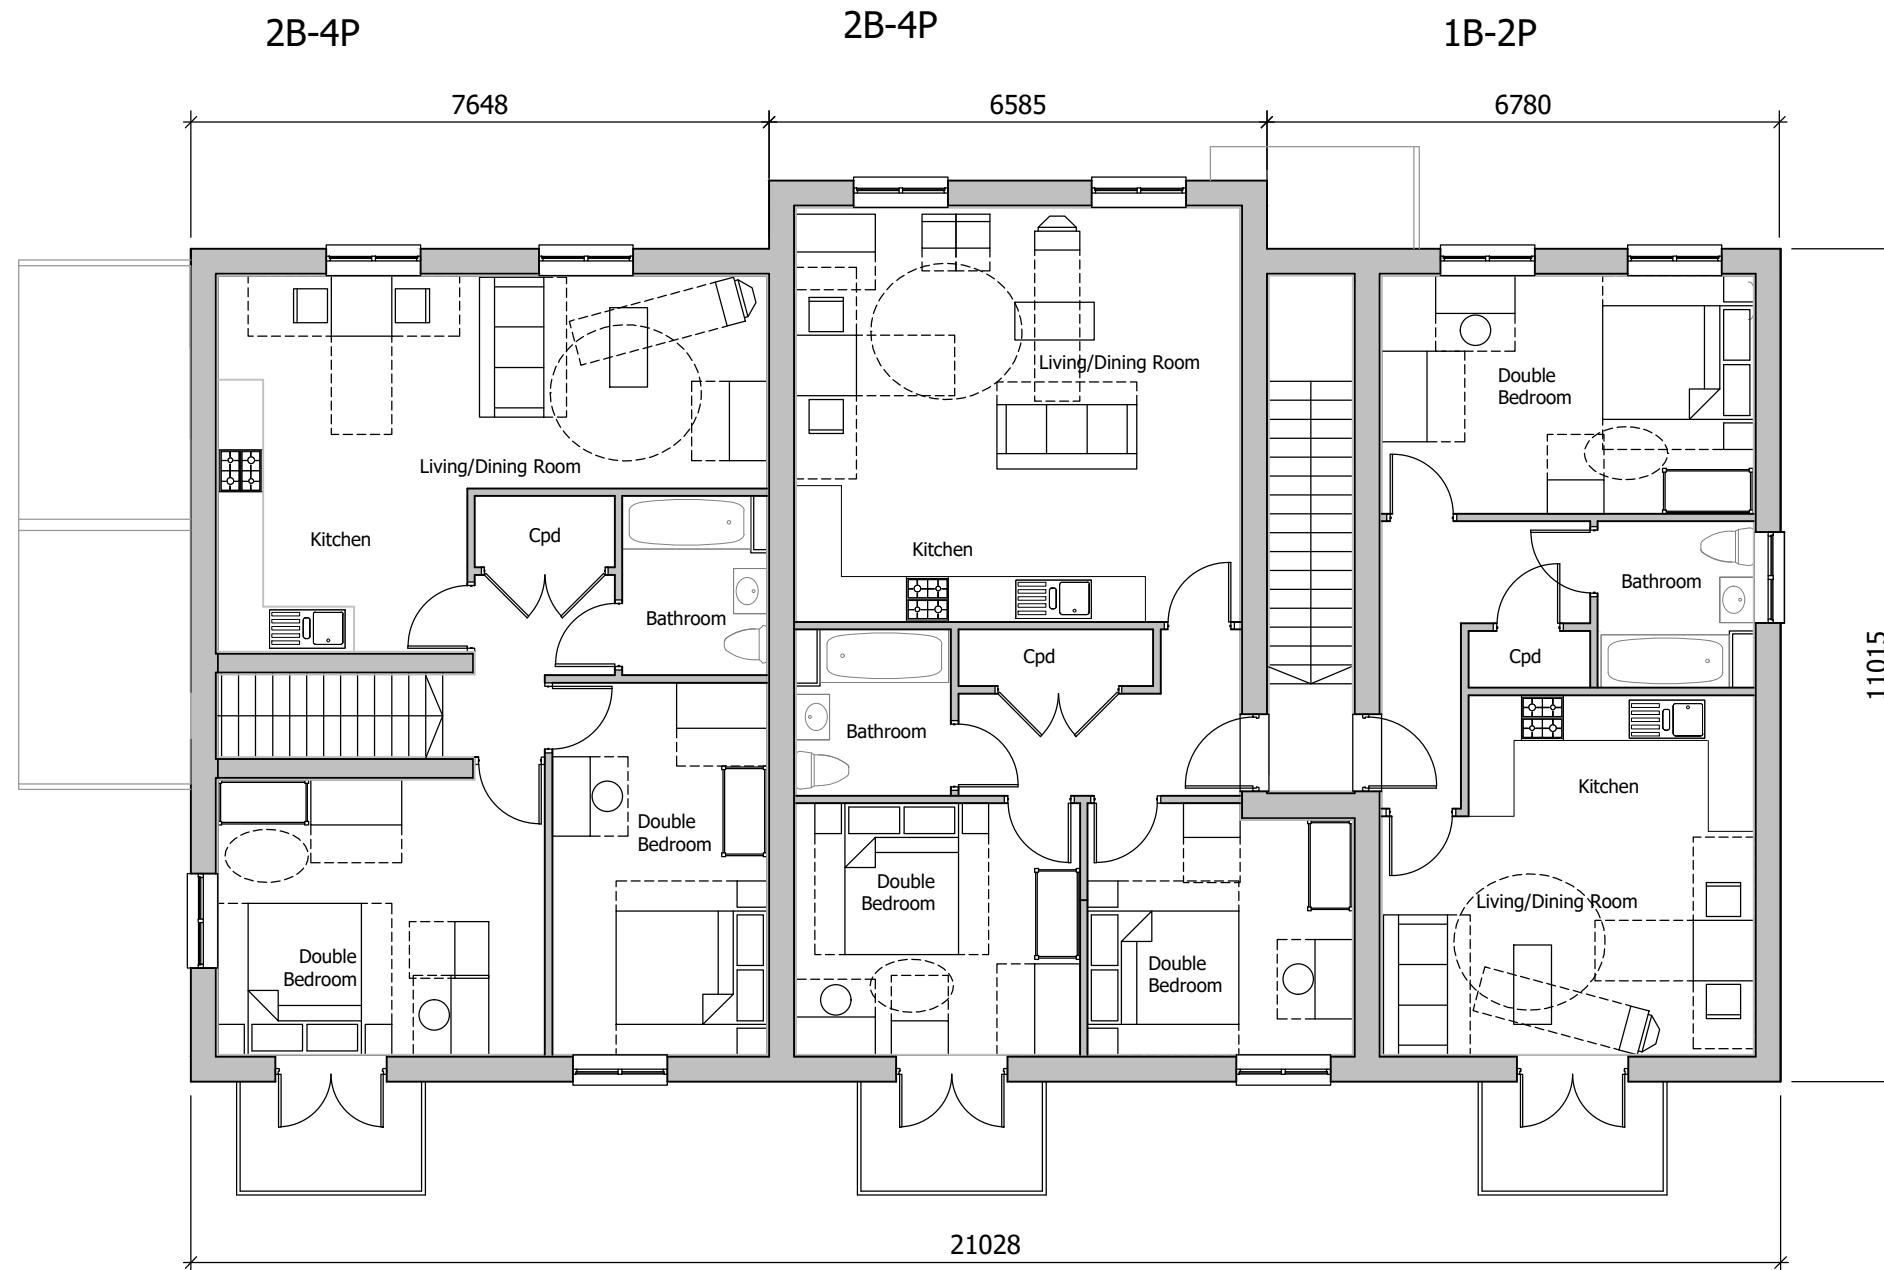 2B-4P
2B-4P
1B-2P
7648
6585
6780
Living/Dining Room
Double
Bedroom
Living/Dining Room
Kitchen
Cpd
Kitchen
Bathroom
Bathroom
Cpd
Cpd
11015
Bathroom
Kitchen
Double
Bedroom
Double
Bedroom
Living/Dining Room
Double
Bedroom
Double
Bedroom
21028